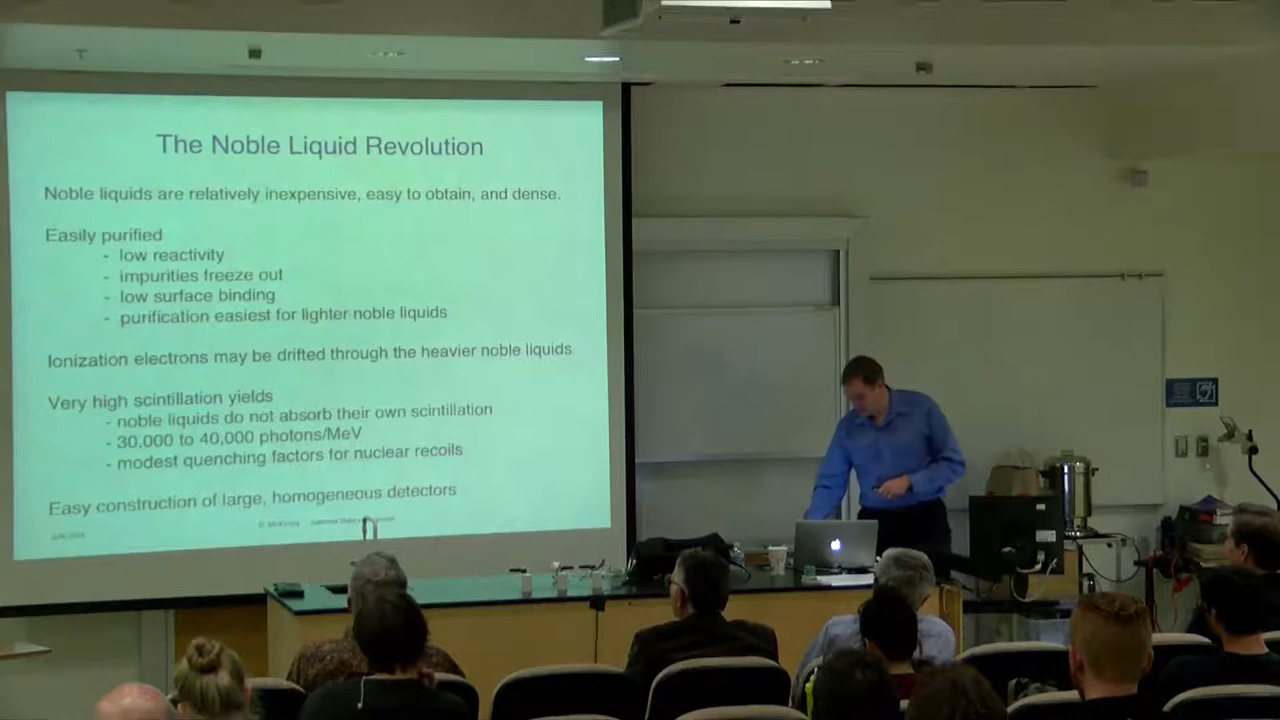 The Noble Liquid Revolution
Noble liquids are relatively inexpensive, easy to obtain, and dense.
Easily purified
- low reactivity
- impurities freeze out
- low surface binding
- purification easiest for lighter noble liquids
Ionization electrons may be drifted through the heavier noble liquids
Very high scintillation yields
- noble liquids do not absorb their own scintillation
- 30,000 to 40,000 photons/MeV
- modest quenching factors for nuclear recoils
Easy construction of large, homogeneous detectors